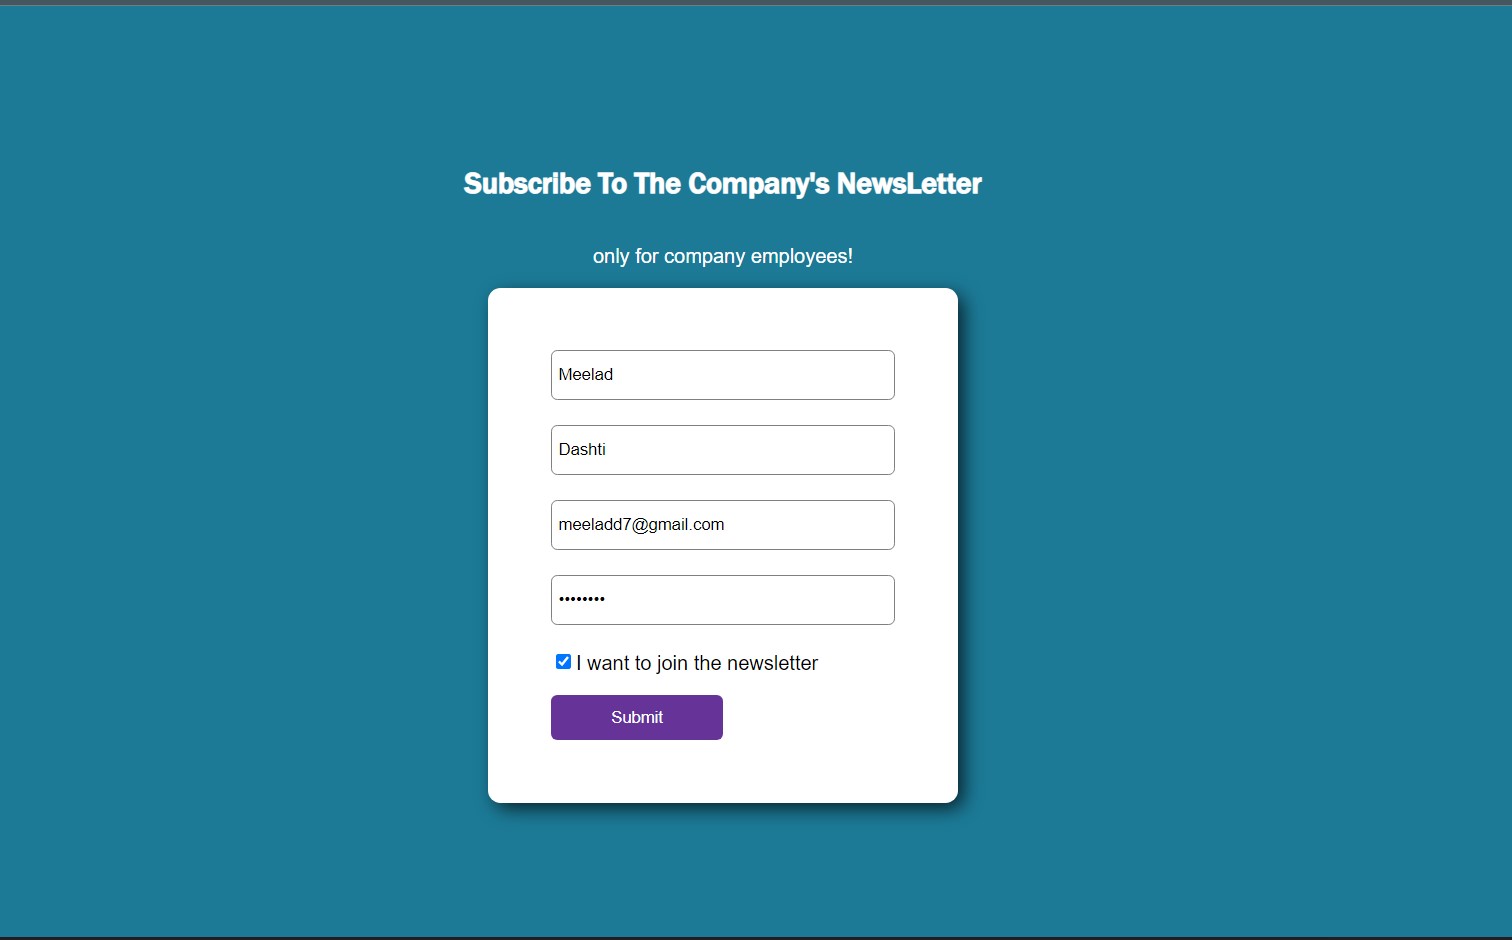 Subscribe To The Company's NewsLetter
only for company employees!
Meelad
Dashti
meeladd7@gmail.com
••••••••
I want to join the newsletter
Submit